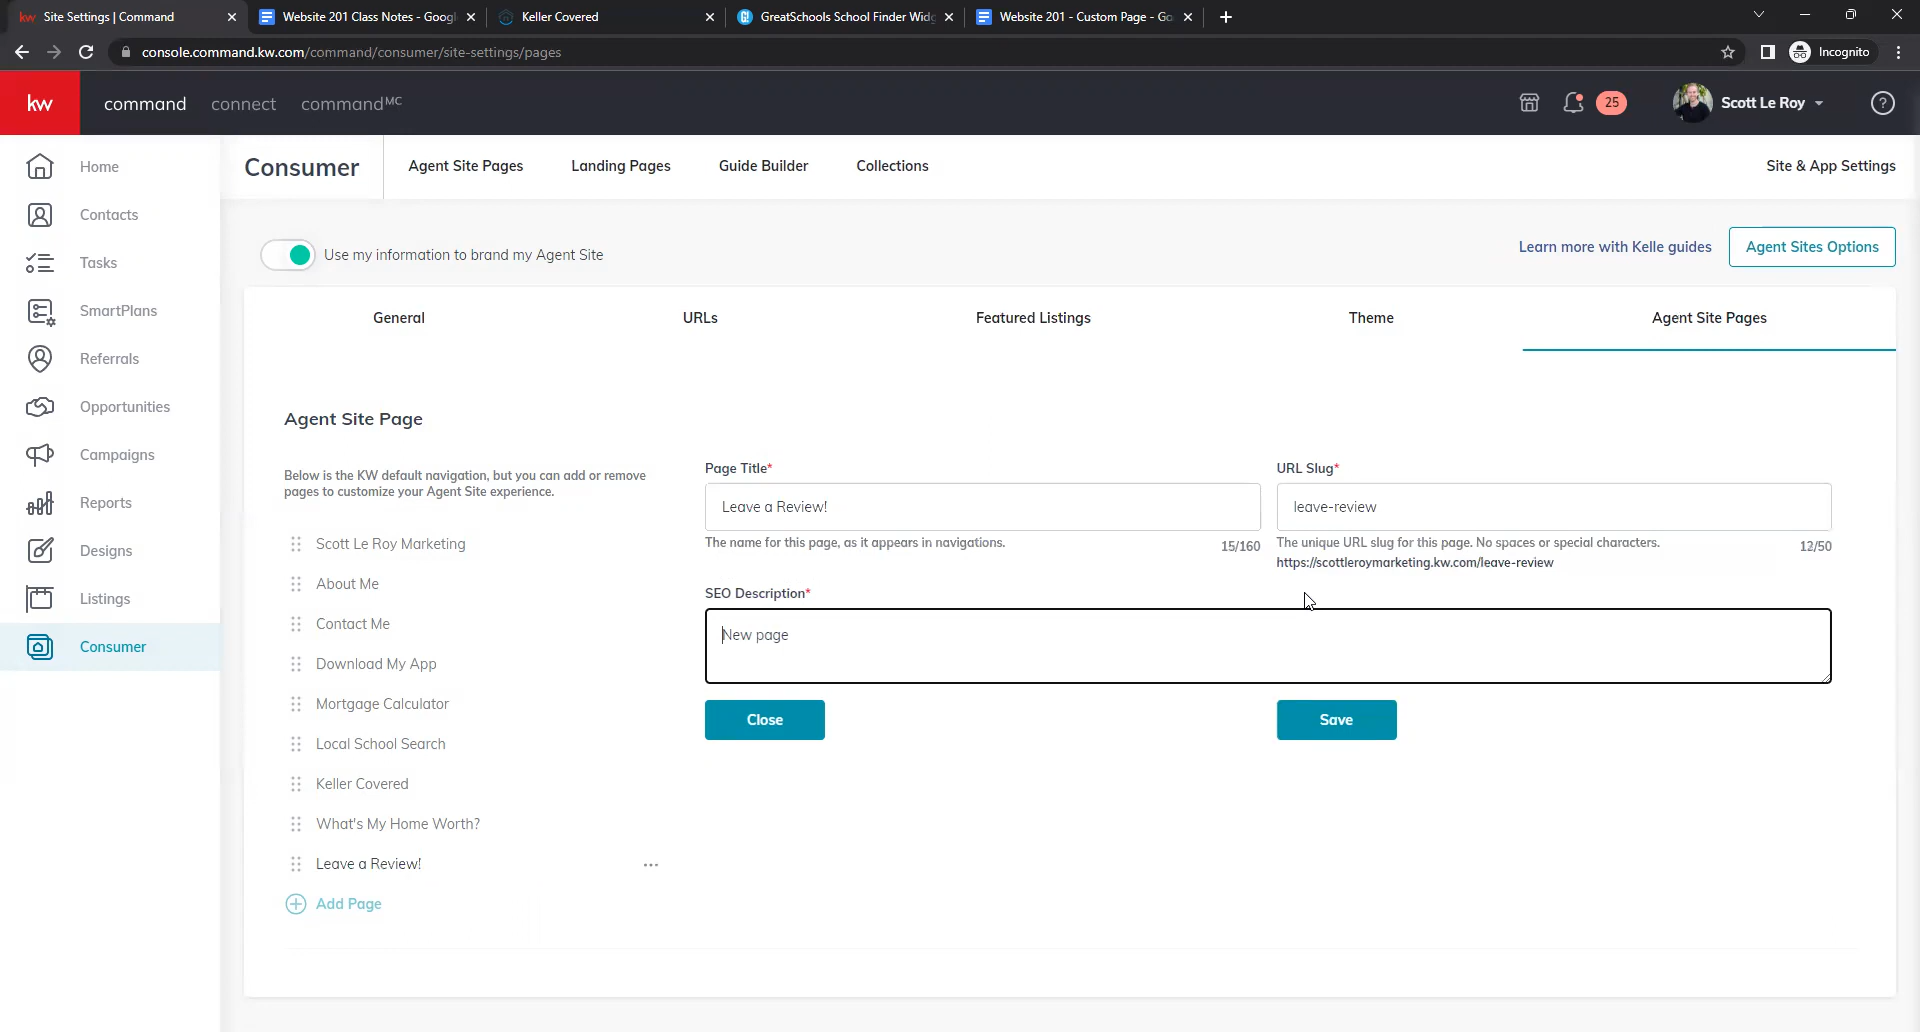 Site Settings | Command
Website 201 Class Notes - Googl
Keller Covered
GreatSchools School Finder Widg
Website 201 - Custom Page - Go
console.command.kw.com/command/consumer/site-settings/pages
Incognito
kw
command
connect
commandMC
25
Scott Le Roy
Home
Contacts
Tasks
SmartPlans
Referrals
Opportunities
Campaigns
Reports
Designs
Listings
Consumer
Consumer
Agent Site Pages
Landing Pages
Guide Builder
Collections
Site & App Settings
Use my information to brand my Agent Site
Learn more with Kelle guides
Agent Sites Options
General
URLs
Featured Listings
Theme
Agent Site Pages
Agent Site Page
Below is the KW default navigation, but you can add or remove
pages to customize your Agent Site experience.
Scott Le Roy Marketing
About Me
Contact Me
Download My App
Mortgage Calculator
Local School Search
Keller Covered
What's My Home Worth?
Leave a Review!
Add Page
Page Title*
Leave a Review!
The name for this page, as it appears in navigations.
15/160
URL Slug*
leave-review
The unique URL slug for this page. No spaces or special characters.
12/50
https://scottleroymarketing.kw.com/leave-review
SEO Description*
New page
Close
Save